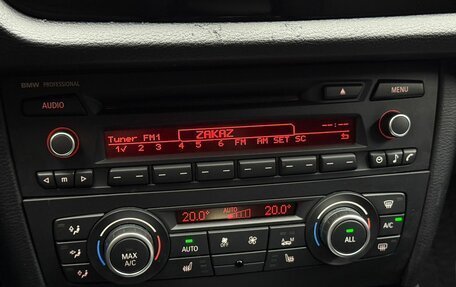 BMW PROFESSIONAL
AUDIO
MENU
Tuner FM1
ZAKAZ
1✓ 2 3 4 5 6 FM AM SET SC
m
20.0° AUTO 20.0°
MAX
A/C
AUTO
ALL
A/C